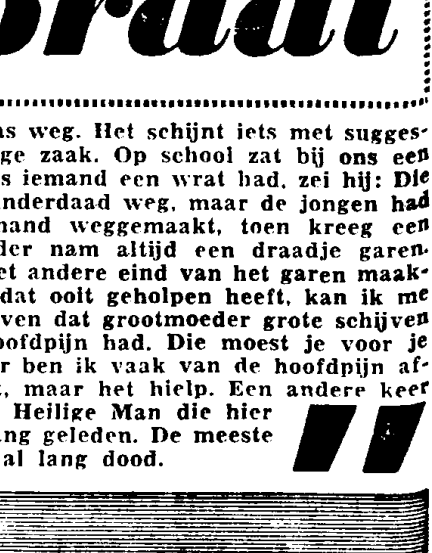 praat
as weg. Het schijnt iets met sugges-
ge zaak. Op school zat bij ons een
s iemand een wrat had, zei hij: Die
inderdaad weg, maar de jongen had
mand weggemaakt, toen kreeg een
der nam altijd een draadje garen.
et andere eind van het garen maak-
dat ooit geholpen heeft, kan ik me
ven dat grootmoeder grote schijven
oofdpijn had. Die moest je voor je
r ben ik vaak van de hoofdpijn af-
, maar het hielp. Een andere keer
Heilige Man die hier
ang geleden. De meeste
al lang dood.
"